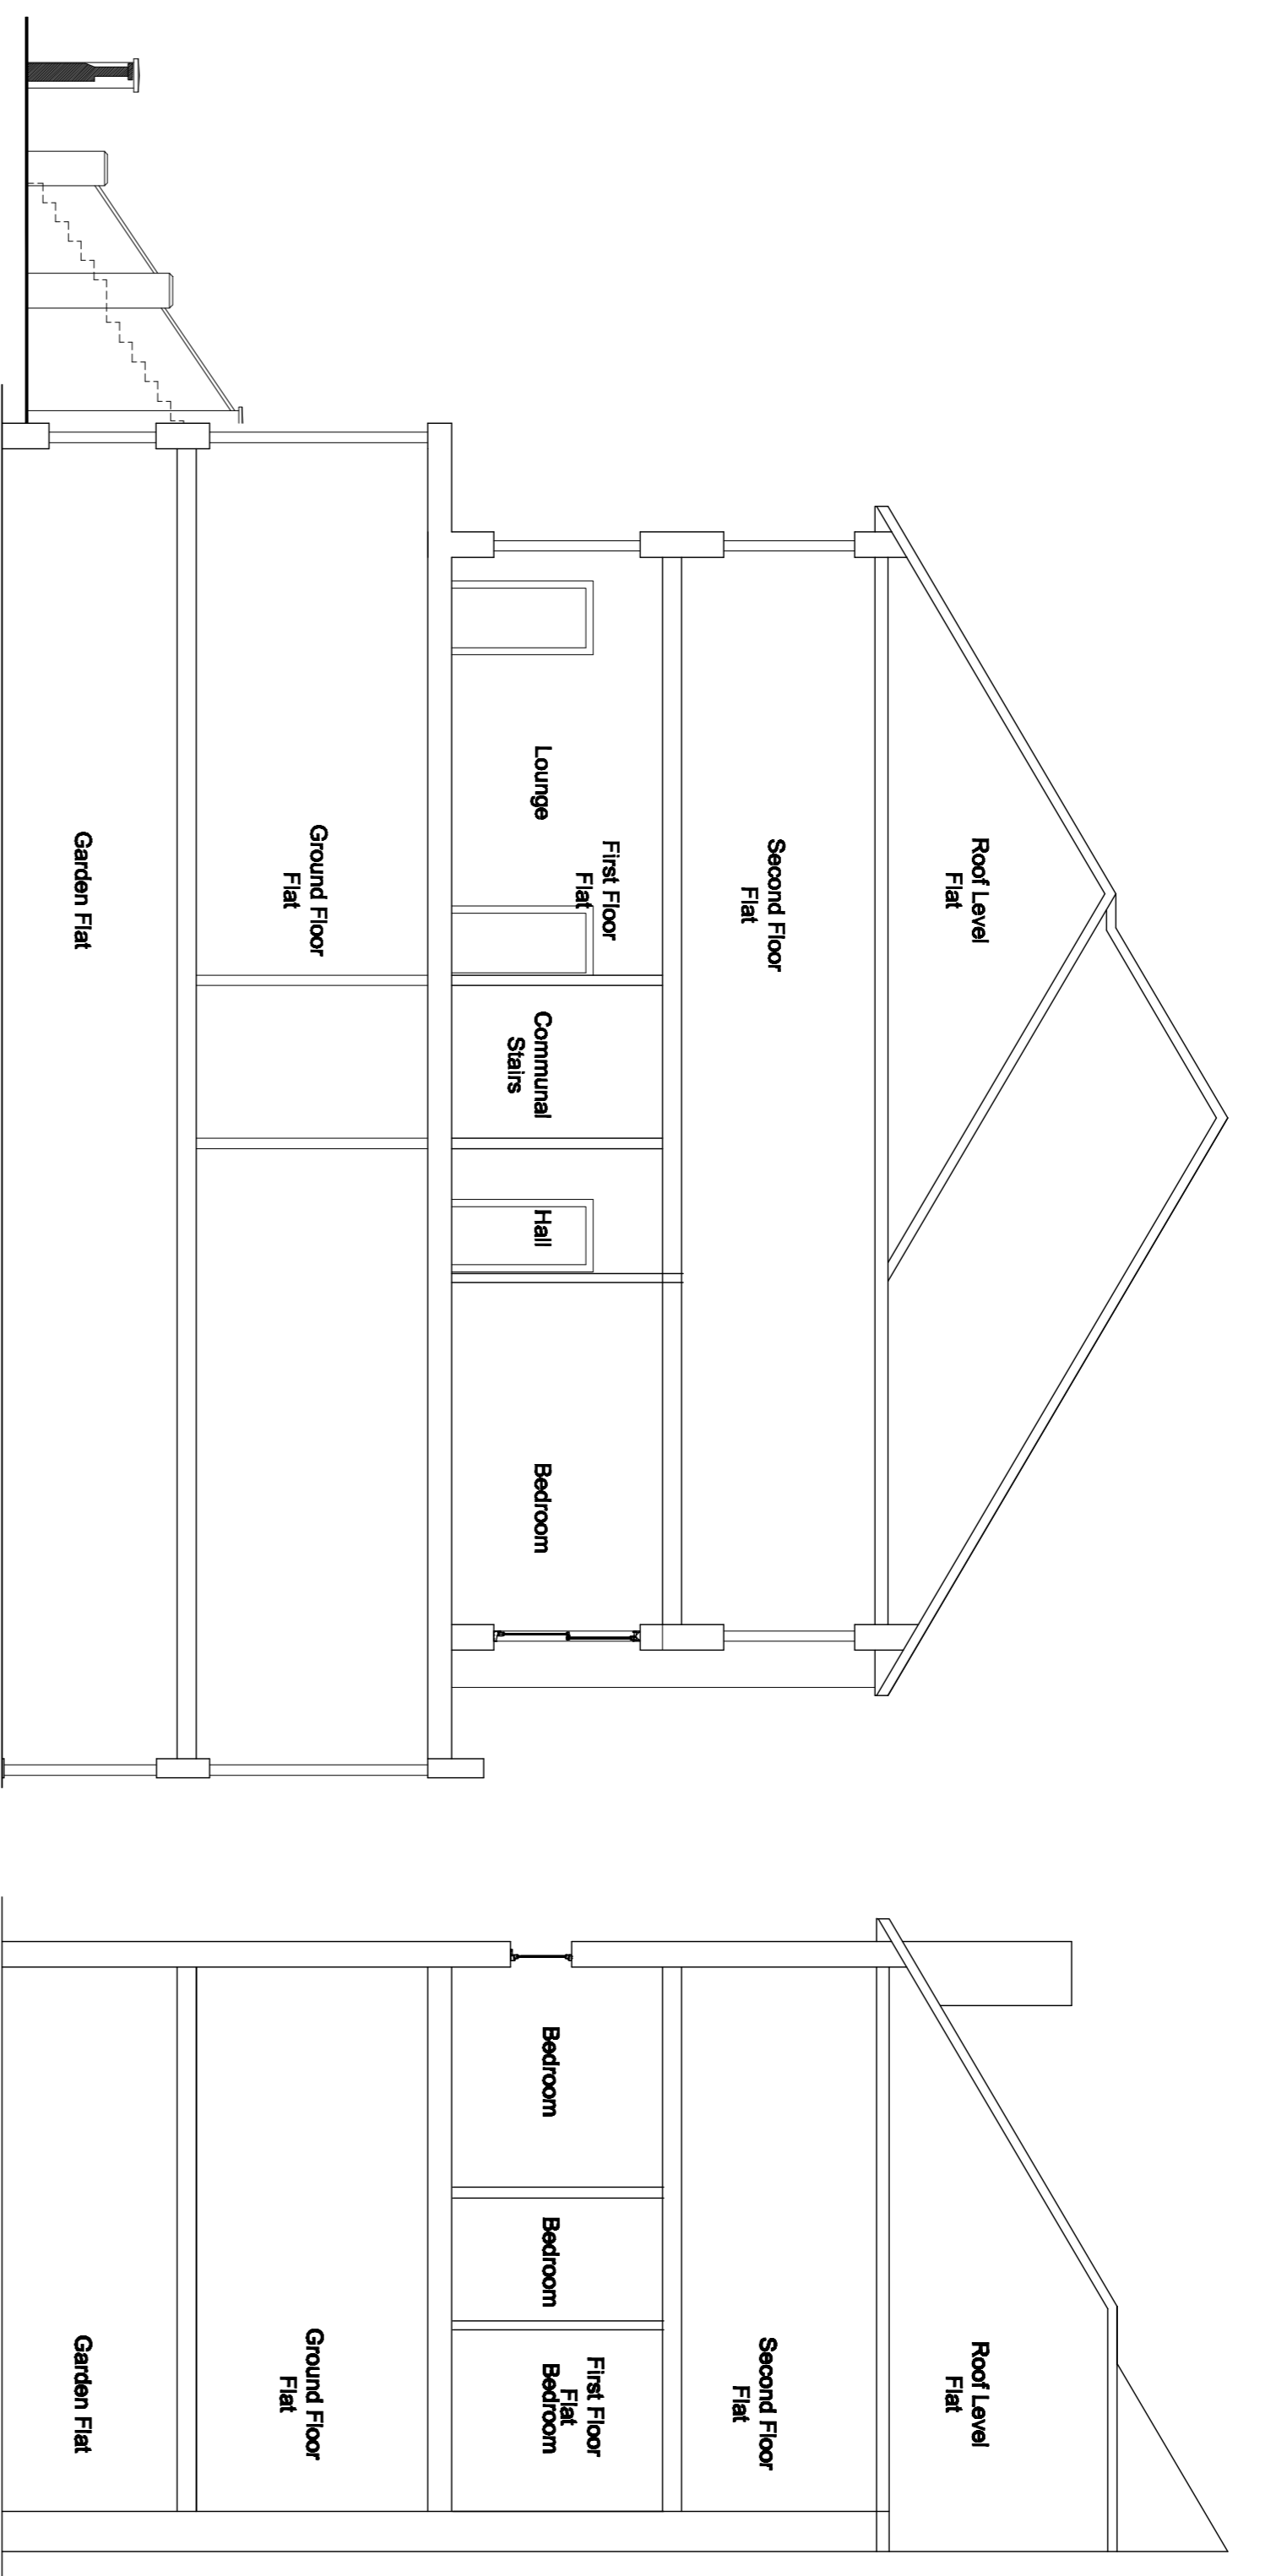 Roof Level
Flat
Second Floor
Flat
First Floor
Flat
Lounge
Communal
Stairs
Hall
Bedroom
Ground Floor
Flat
Garden Flat
Roof Level
Flat
Second Floor
Flat
First Floor
Flat
Bedroom
Bedroom
Bedroom
Ground Floor
Flat
Garden Flat